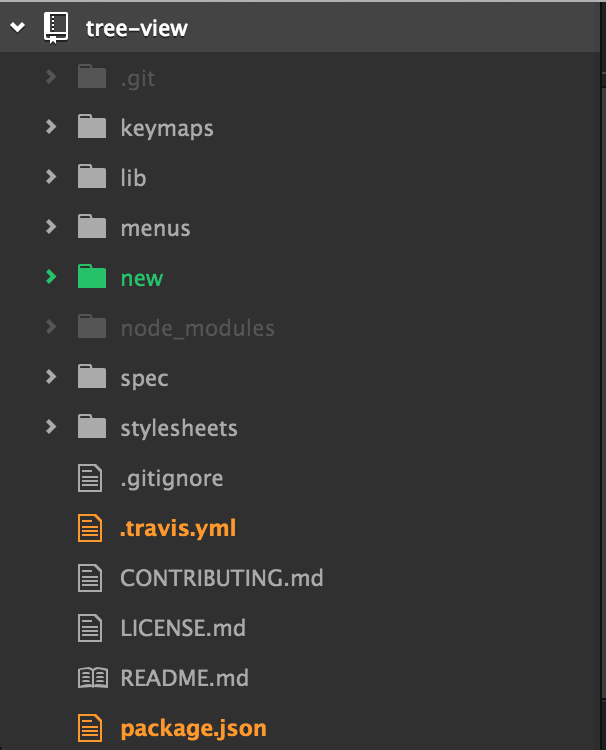 tree-view
.git
keymaps
lib
menus
new
node_modules
spec
stylesheets
.gitignore
.travis.yml
CONTRIBUTING.md
LICENSE.md
README.md
package.json